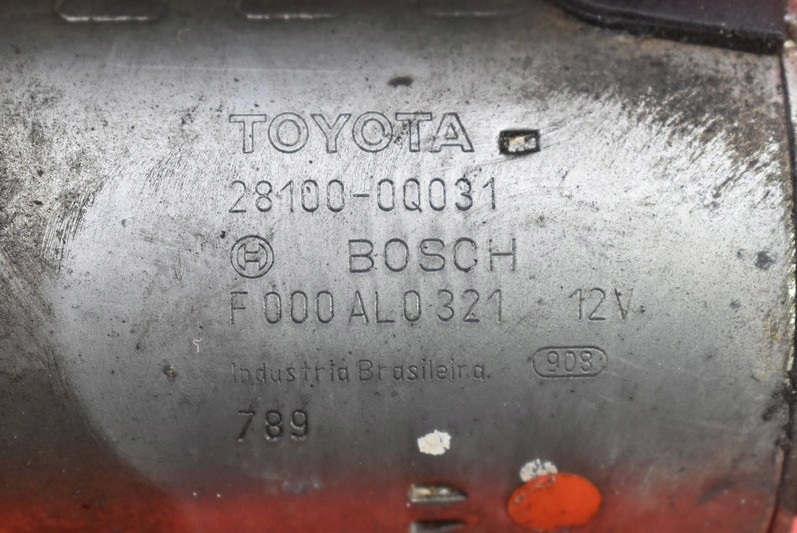 TOYOTA
28100-0Q031
BOSCH
F 000 AL0 321 12V
Industria Brasileira. 908
789